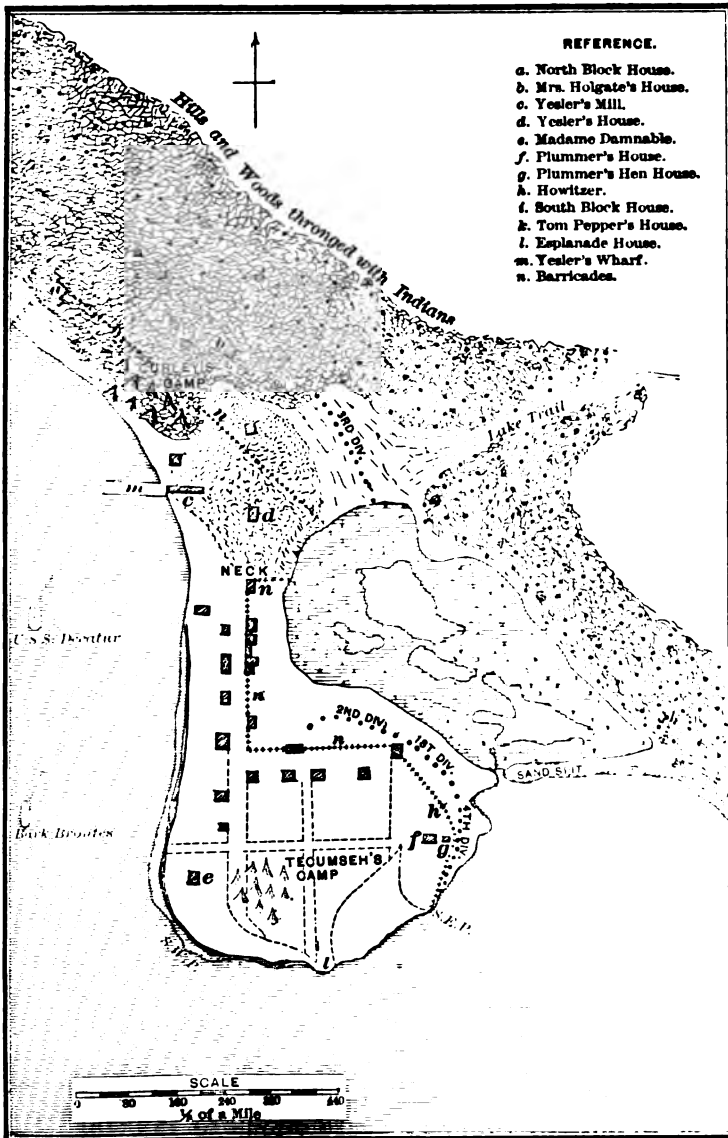 REFERENCE.
a. North Block House.
b. Mrs. Holgate's House.
c. Yesler's Mill.
d. Yesler's House.
e. Madame Damnable.
f. Plummer's House.
g. Plummer's Hen House.
h. Howitzer.
i. South Block House.
k. Tom Pepper's House.
l. Esplanade House.
m. Yesler's Wharf.
n. Barricades.
Hills and Woods thronged with Indians
CURLEY'S
CAMP
n
3RD DIV.
Lake Trail
m
c
d
NECK
n
U.S.S. Decatur
n
2ND DIV.
n
1ST DIV.
SAND SPIT
h
4TH DIV.
Bark Brontes
f
g
TECUMSEH'S
CAMP
e
S.E.P.
S.W.P.
l
SCALE
0 80 160 240
¼ of a Mile